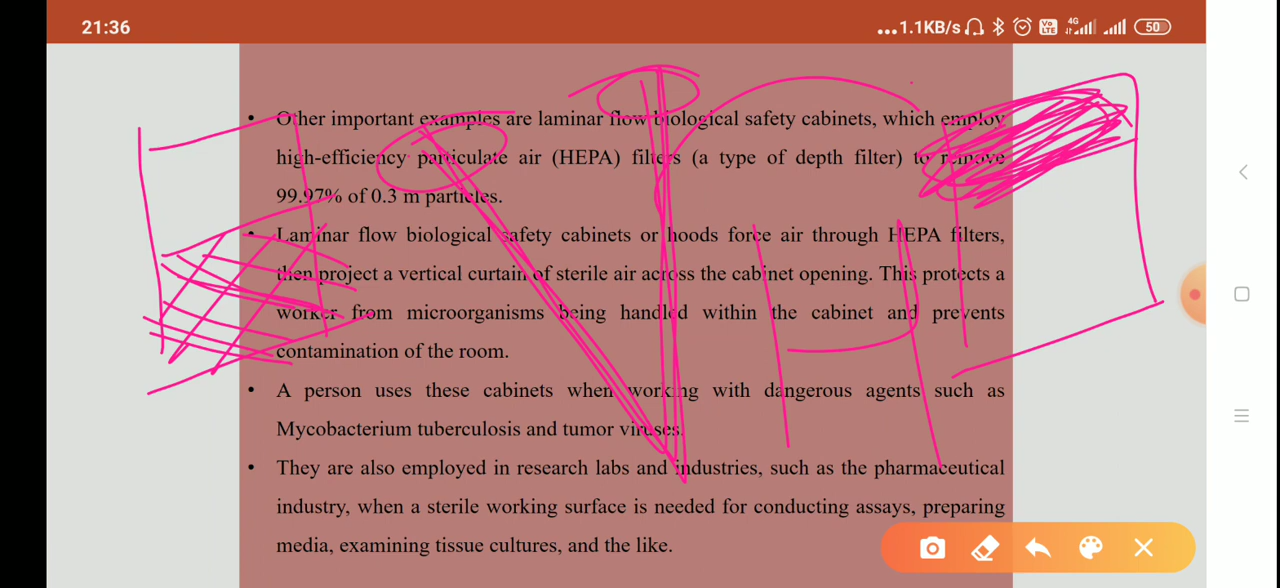 21:36
...1.1KB/s Vo LTE 4G 50
• Other important examples are laminar flow biological safety cabinets, which employ
high-efficiency particulate air (HEPA) filters (a type of depth filter) to remove
99.97% of 0.3 m particles.
• Laminar flow biological safety cabinets or hoods force air through HEPA filters,
then project a vertical curtain of sterile air across the cabinet opening. This protects a
worker from microorganisms being handled within the cabinet and prevents
contamination of the room.
• A person uses these cabinets when working with dangerous agents such as
Mycobacterium tuberculosis and tumor viruses.
• They are also employed in research labs and industries, such as the pharmaceutical
industry, when a sterile working surface is needed for conducting assays, preparing
media, examining tissue cultures, and the like.